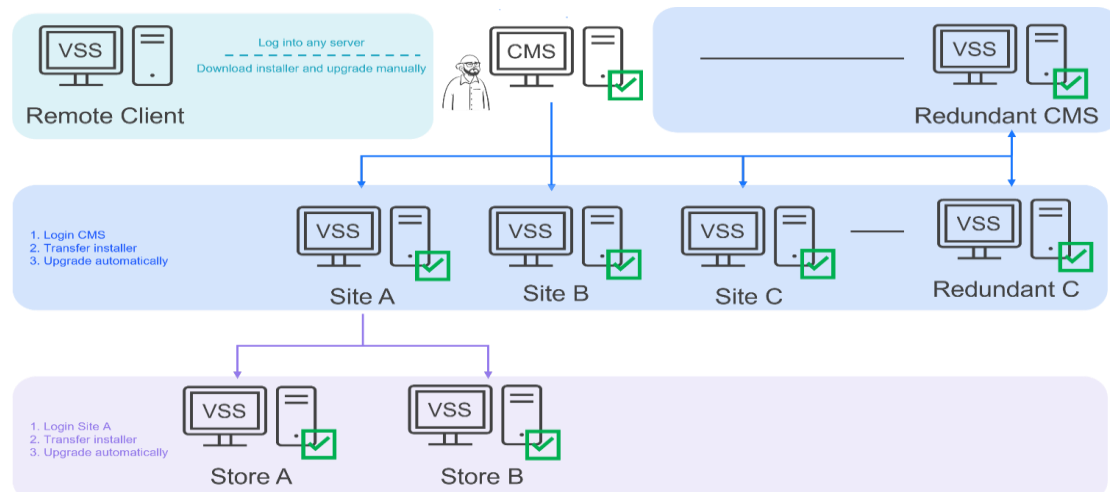 VSS
Log into any server
Download installer and upgrade manually
Remote Client
CMS
VSS
Redundant CMS
1. Login CMS
2. Transfer installer
3. Upgrade automatically
VSS
Site A
VSS
Site B
VSS
Site C
VSS
Redundant C
1. Login Site A
2. Transfer installer
3. Upgrade automatically
VSS
Store A
VSS
Store B